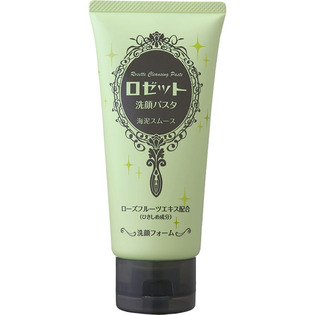 Rosette Cleansing Paste
ロゼット
洗顔パスタ
海泥スムース
ローズフルーツエキス配合
(ひきしめ成分)
洗顔フォーム